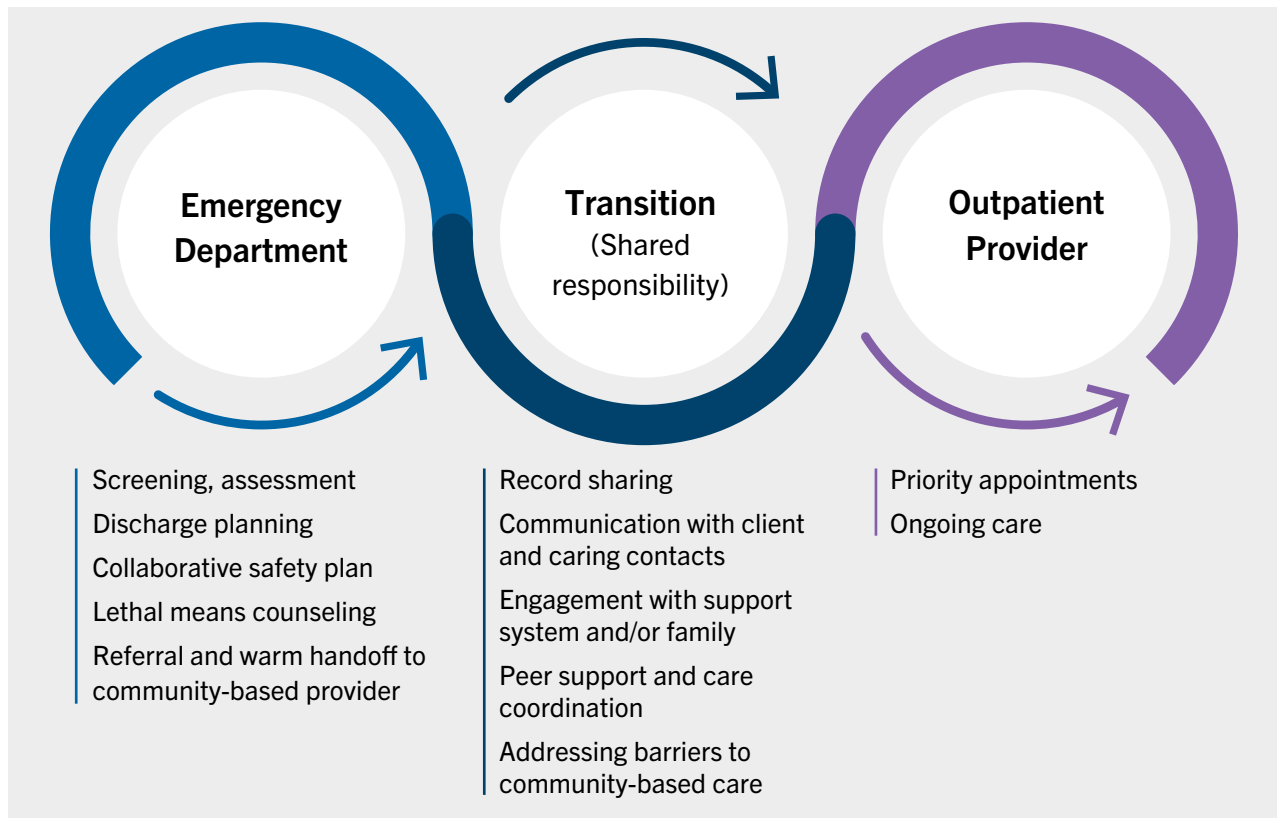 Emergency
Department
Transition
(Shared
responsibility)
Outpatient
Provider
Screening, assessment
Discharge planning
Collaborative safety plan
Lethal means counseling
Referral and warm handoff to
community-based provider
Record sharing
Communication with client
and caring contacts
Engagement with support
system and/or family
Peer support and care
coordination
Addressing barriers to
community-based care
Priority appointments
Ongoing care